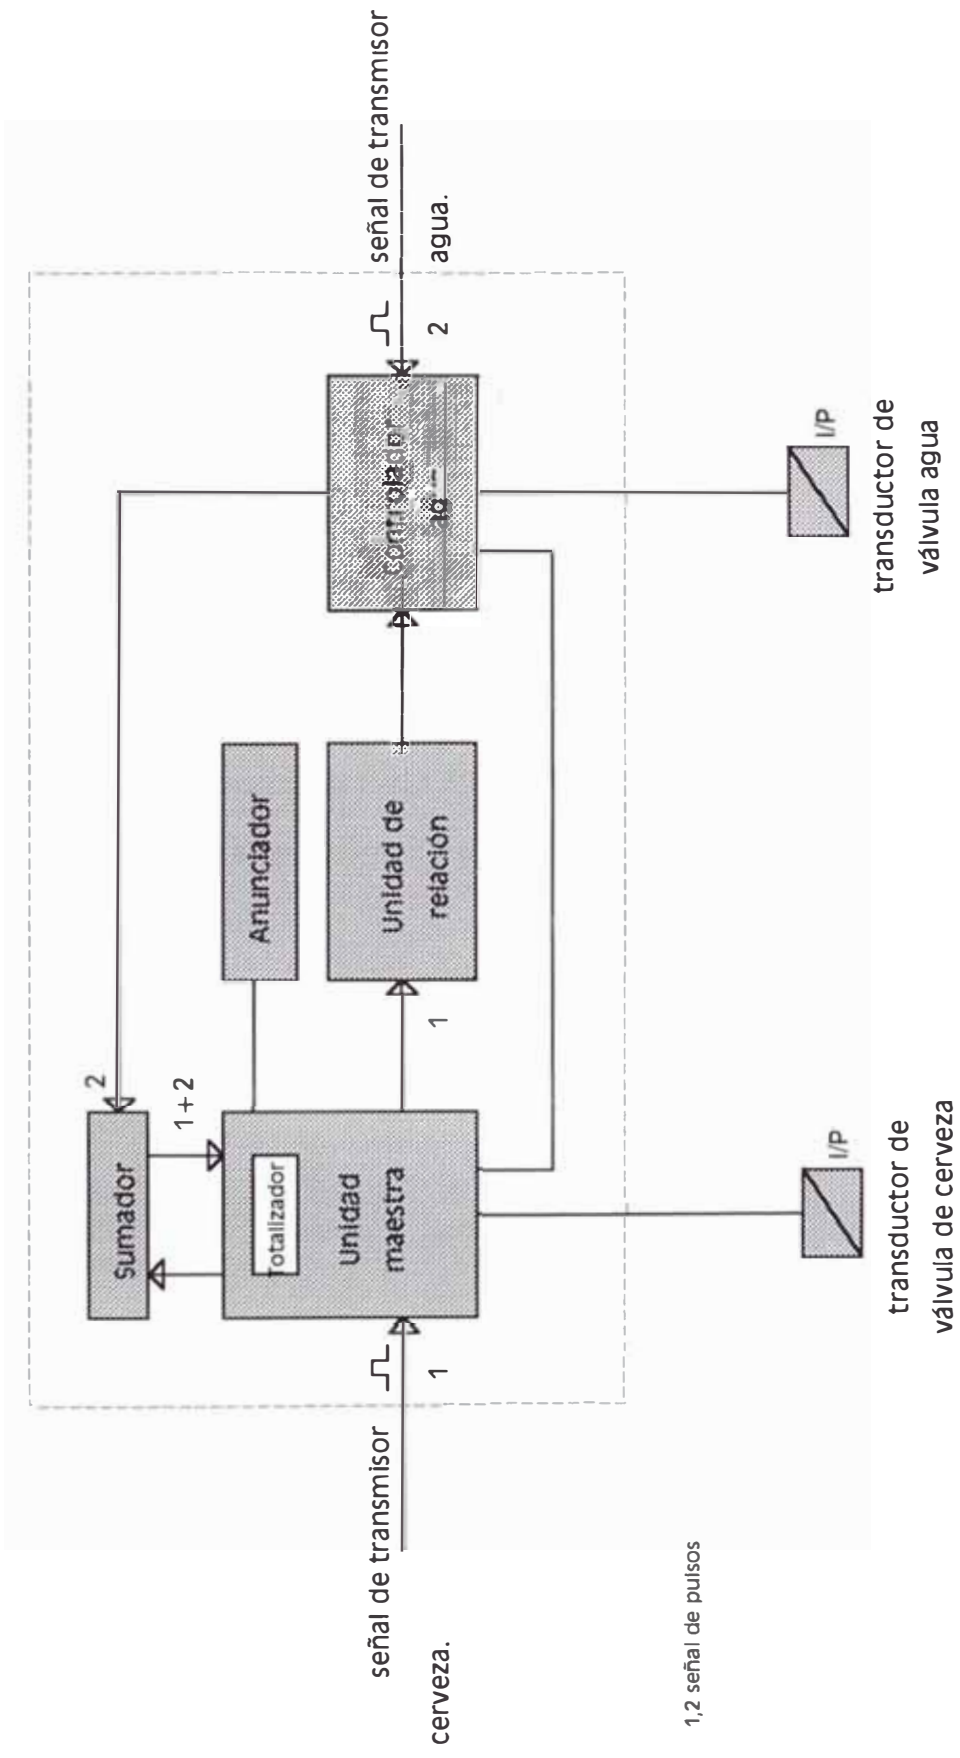 señal de transmisor
cerveza.
1
Sumador
2
1 + 2
Totalizador
Unidad
maestra
Anunciador
1
Unidad de
relación
controlador
2
señal de transmisor
agua.
I/P
transductor de
válvula de cerveza
I/P
transductor de
válvula agua
1,2 señal de pulsos